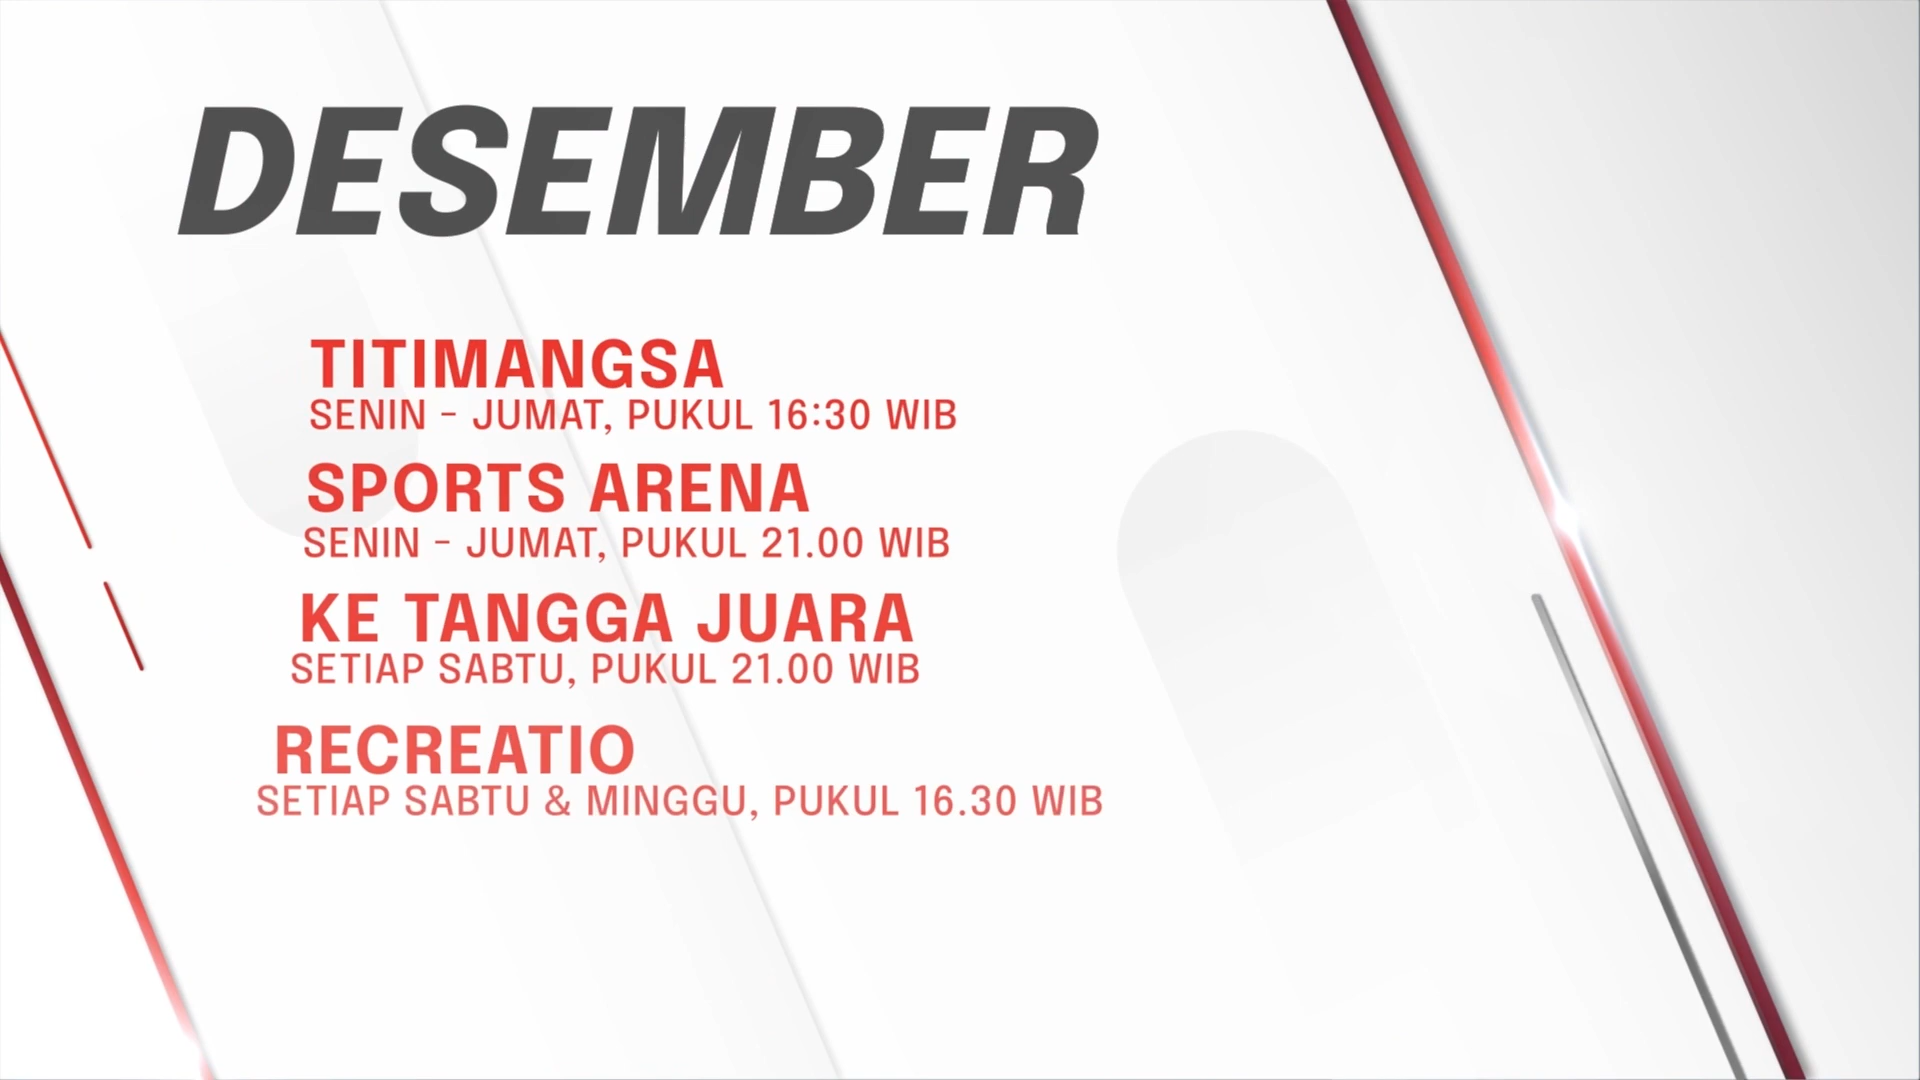 DESEMBER
TITIMANGSA
SENIN - JUMAT, PUKUL 16:30 WIB
SPORTS ARENA
SENIN - JUMAT, PUKUL 21.00 WIB
KE TANGGA JUARA
SETIAP SABTU, PUKUL 21.00 WIB
RECREATIO
SETIAP SABTU & MINGGU, PUKUL 16.30 WIB